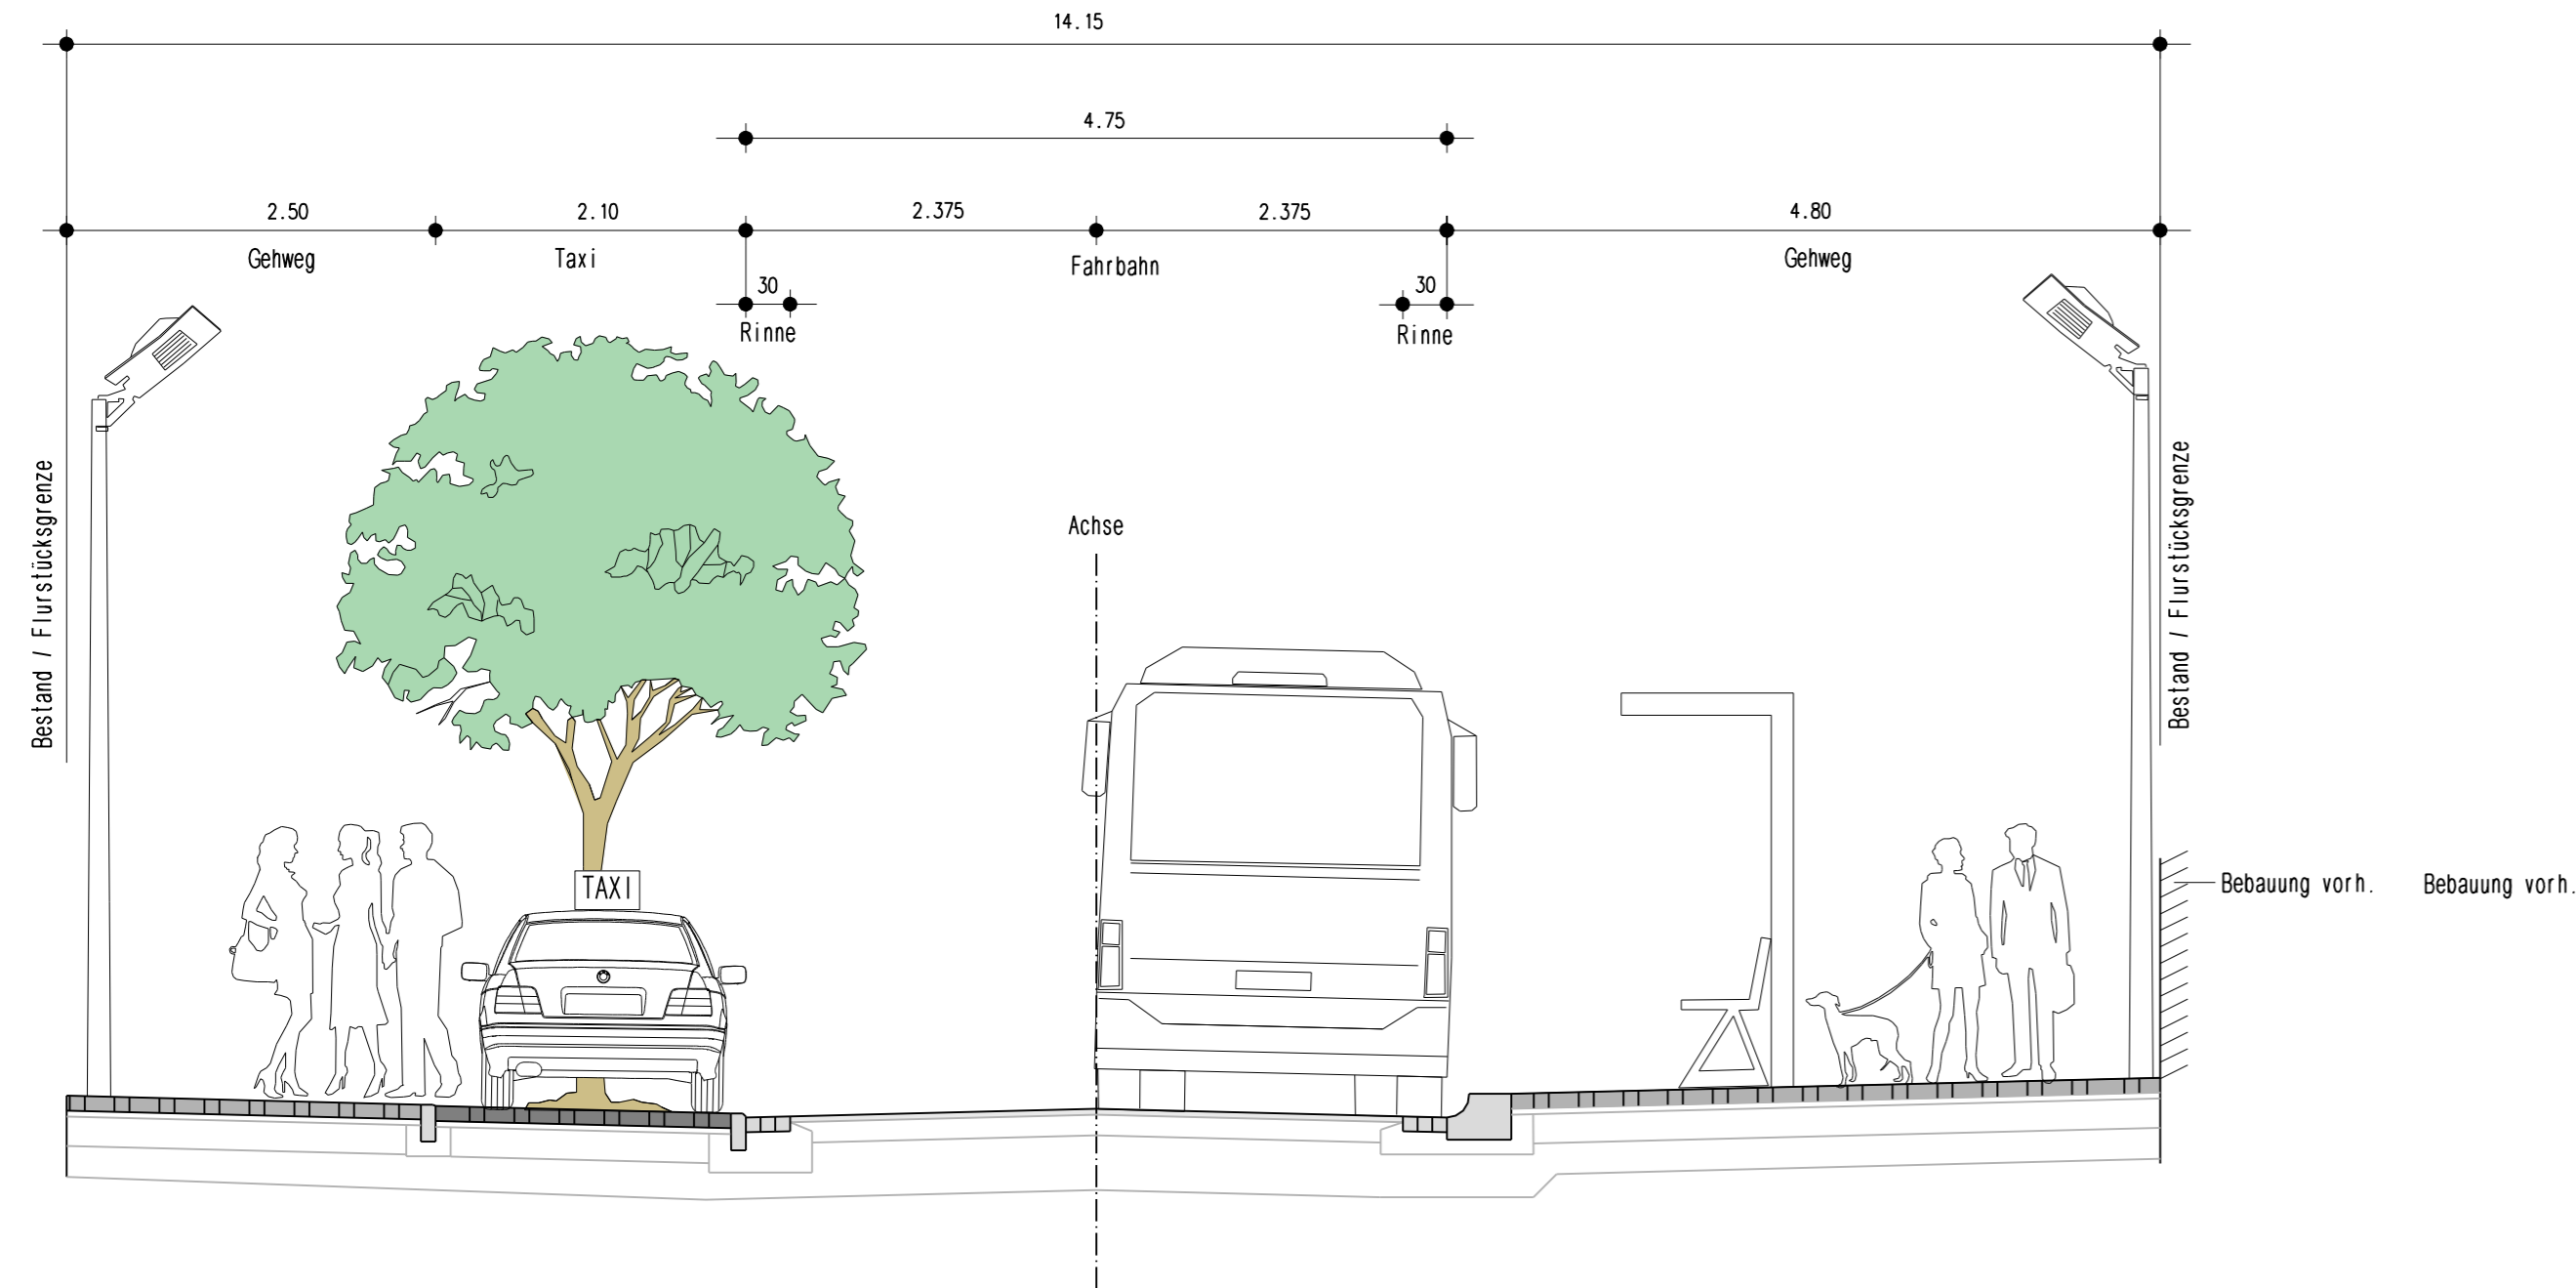 14.15
4.75
2.50 2.10 2.375 2.375 4.80
Gehweg Taxi Fahrbahn Gehweg
30 30
Rinne Rinne
Bestand / Flurstücksgrenze
Achse
Bestand / Flurstücksgrenze
TAXI
Bebauung vorh. Bebauung vorh.